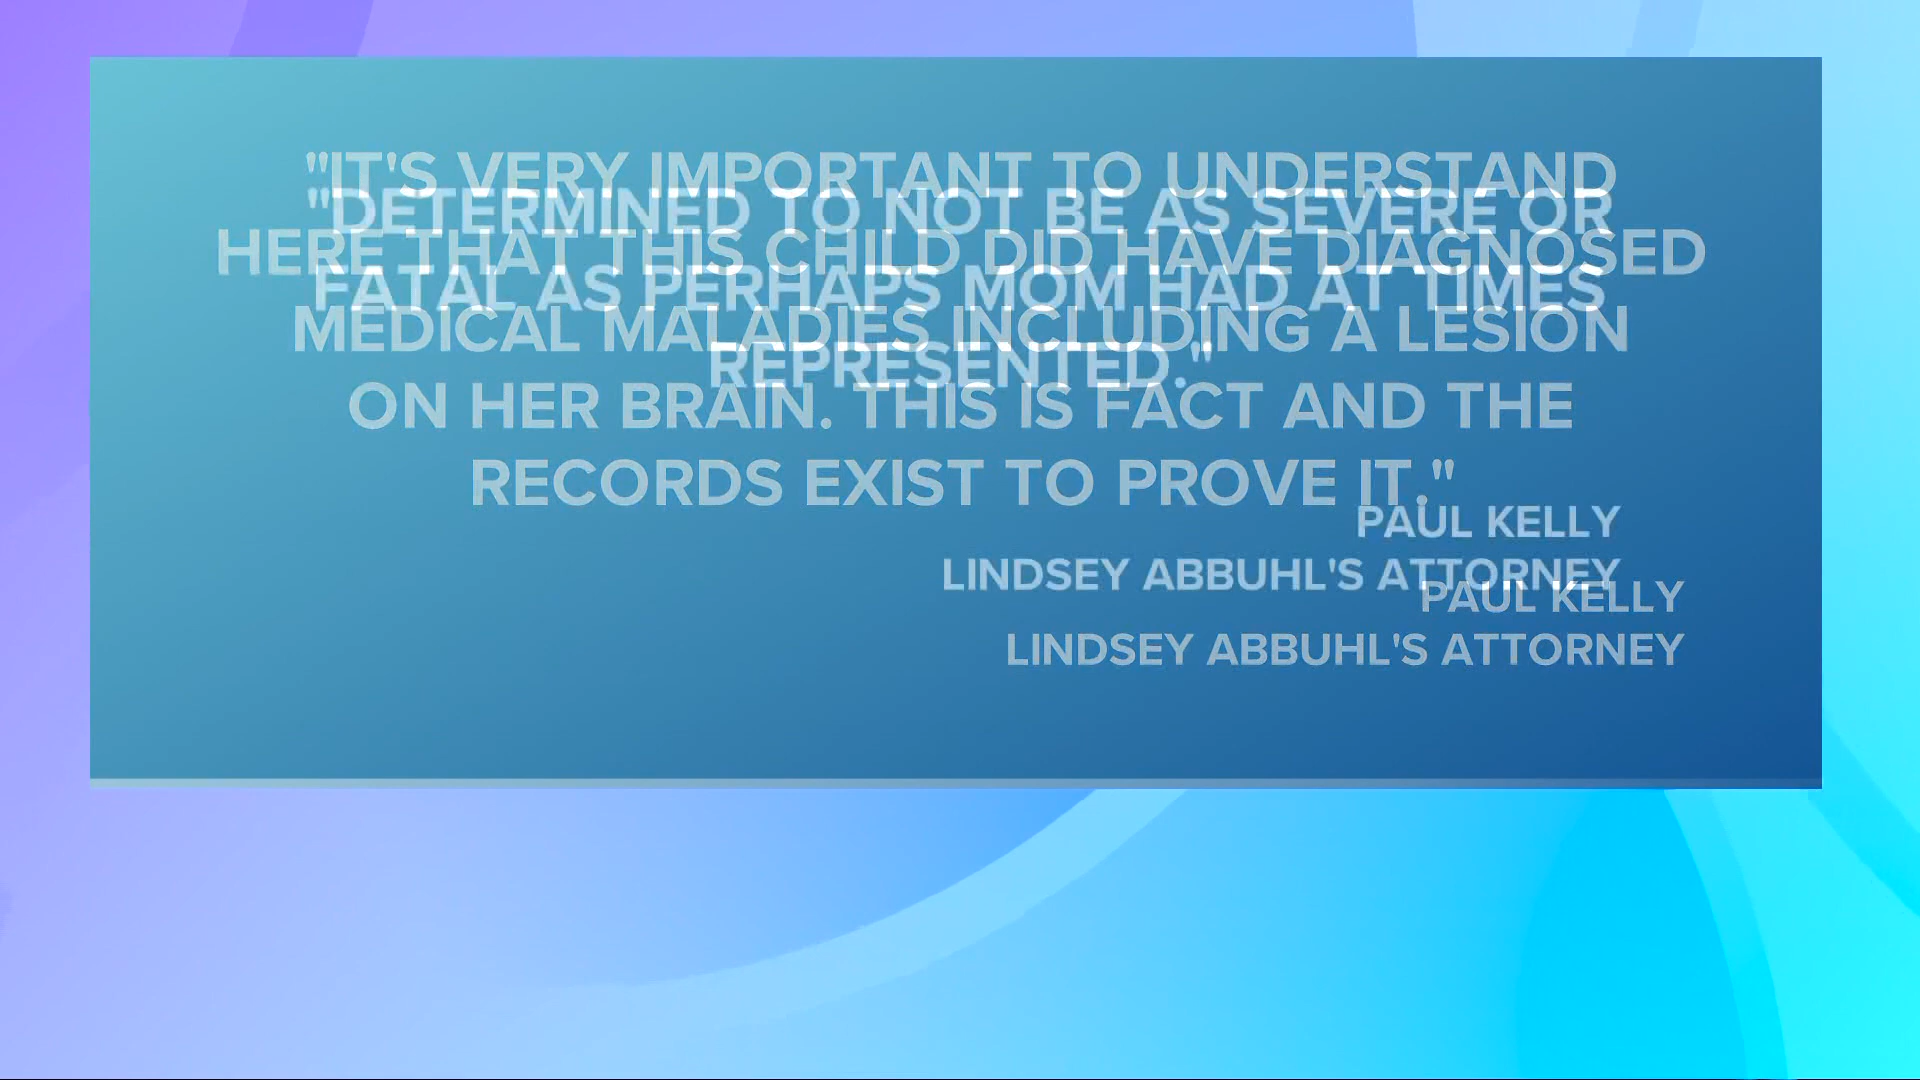 "IT'S VERY IMPORTANT TO UNDERSTAND
HERE THAT THIS CHILD DID HAVE DIAGNOSED
MEDICAL MALADIES INCLUDING A LESION
ON HER BRAIN. THIS IS FACT AND THE
RECORDS EXIST TO PROVE IT."
PAUL KELLY
LINDSEY ABBUHL'S ATTORNEY
"DETERMINED TO NOT BE AS SEVERE OR
FATAL AS PERHAPS MOM HAD AT TIMES
REPRESENTED."
PAUL KELLY
LINDSEY ABBUHL'S ATTORNEY